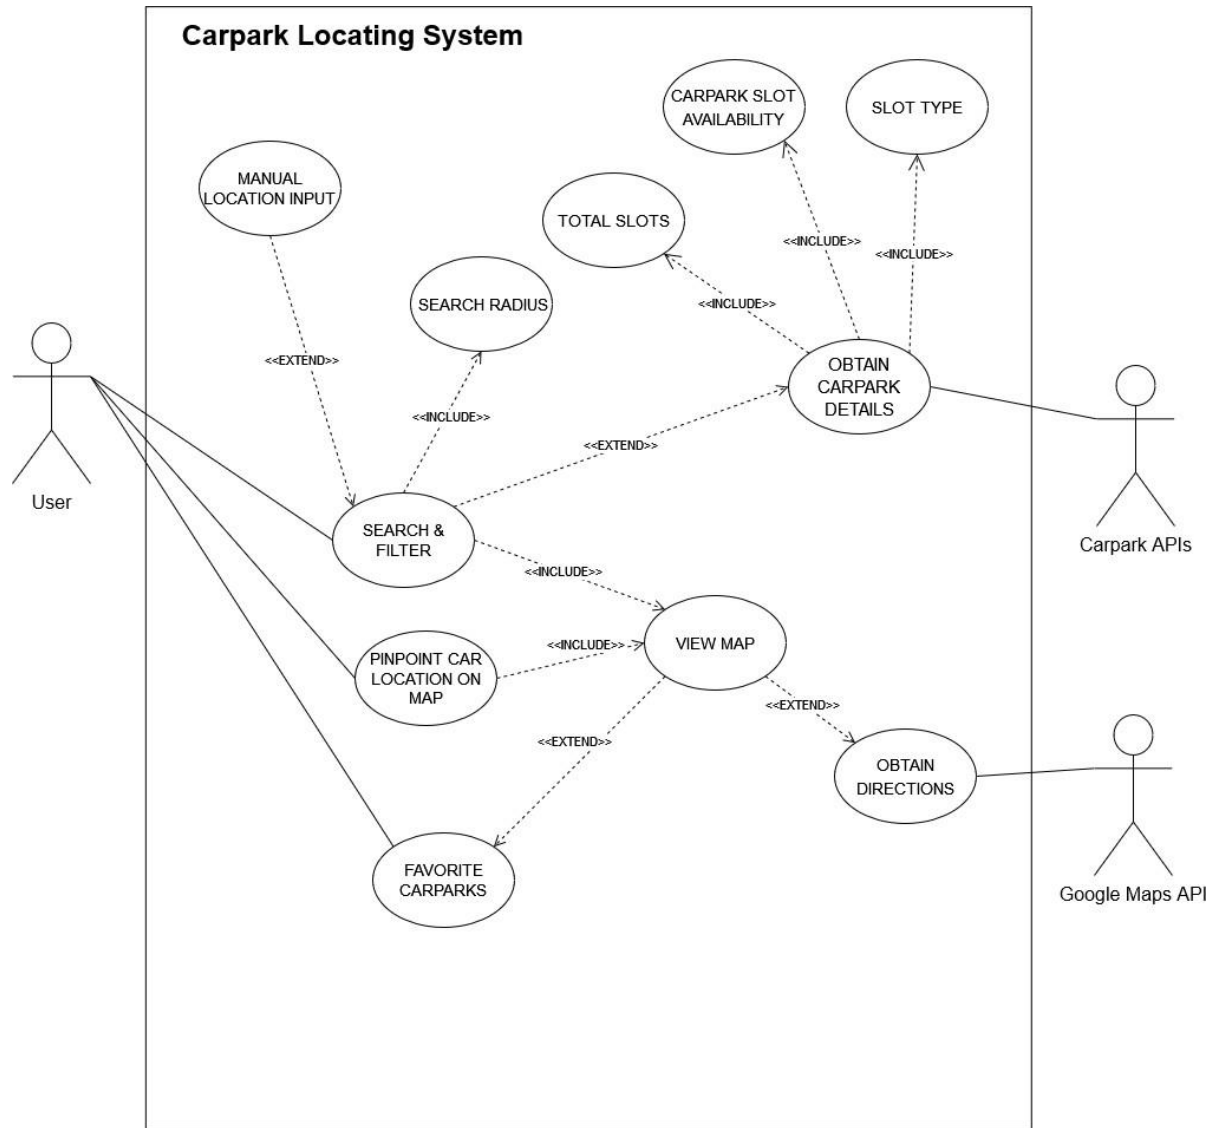 Carpark Locating System
CARPARK SLOT
AVAILABILITY
SLOT TYPE
MANUAL
LOCATION INPUT
TOTAL SLOTS
<<INCLUDE>>
<<INCLUDE>>
SEARCH RADIUS
<<INCLUDE>>
<<EXTEND>>
OBTAIN
CARPARK
DETAILS
<<INCLUDE>>
<<EXTEND>>
User
SEARCH &
FILTER
Carpark APIs
<<INCLUDE>>
VIEW MAP
<<INCLUDE>>
PINPOINT CAR
LOCATION ON
MAP
<<EXTEND>>
<<EXTEND>>
OBTAIN
DIRECTIONS
FAVORITE
CARPARKS
Google Maps API